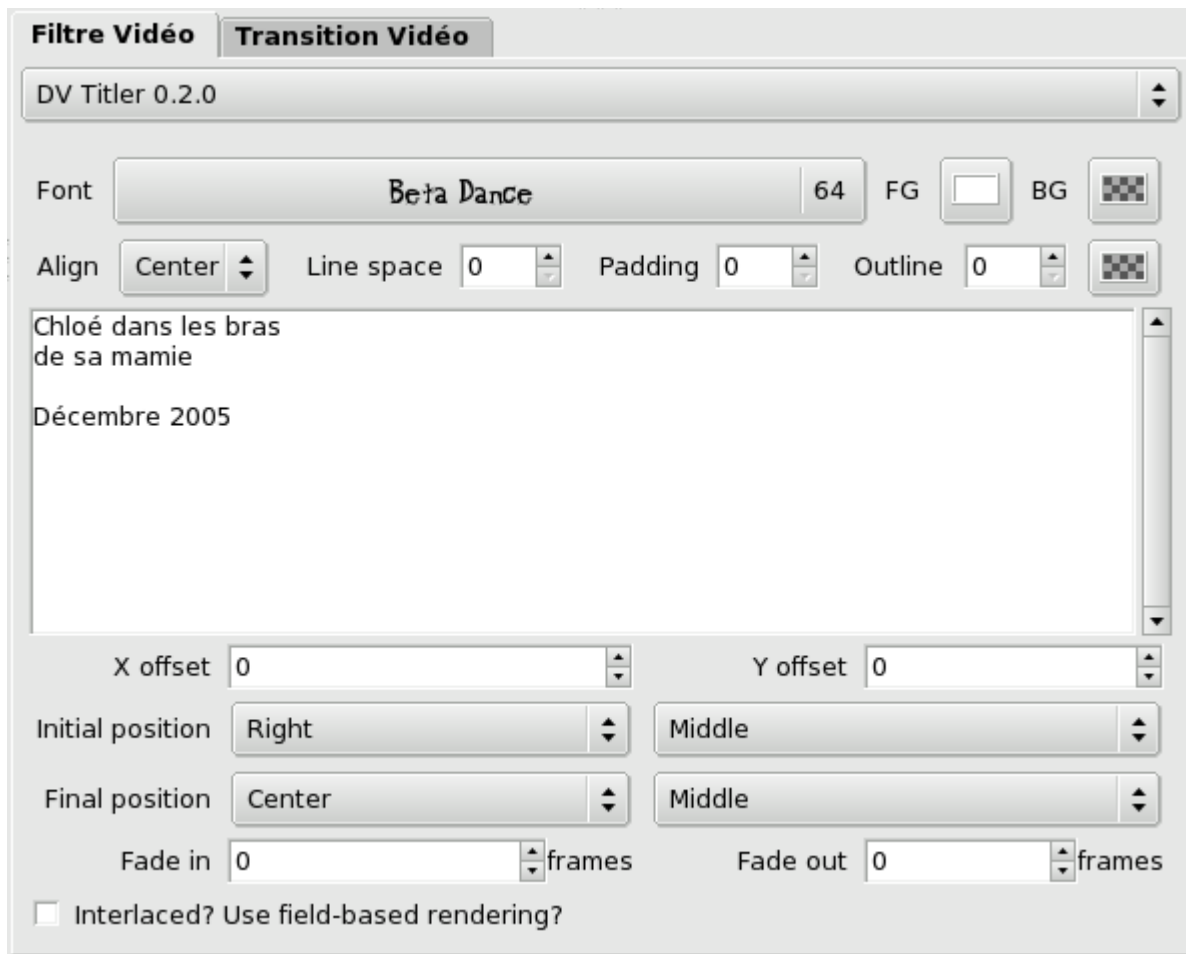 Filtre Vidéo Transition Vidéo
DV Titler 0.2.0
Font Beta Dance 64 FG BG
Align Center Line space 0 Padding 0 Outline 0
Chloé dans les bras
de sa mamie
Décembre 2005
X offset 0 Y offset 0
Initial position Right Middle
Final position Center Middle
Fade in 0 frames Fade out 0 frames
Interlaced? Use field-based rendering?